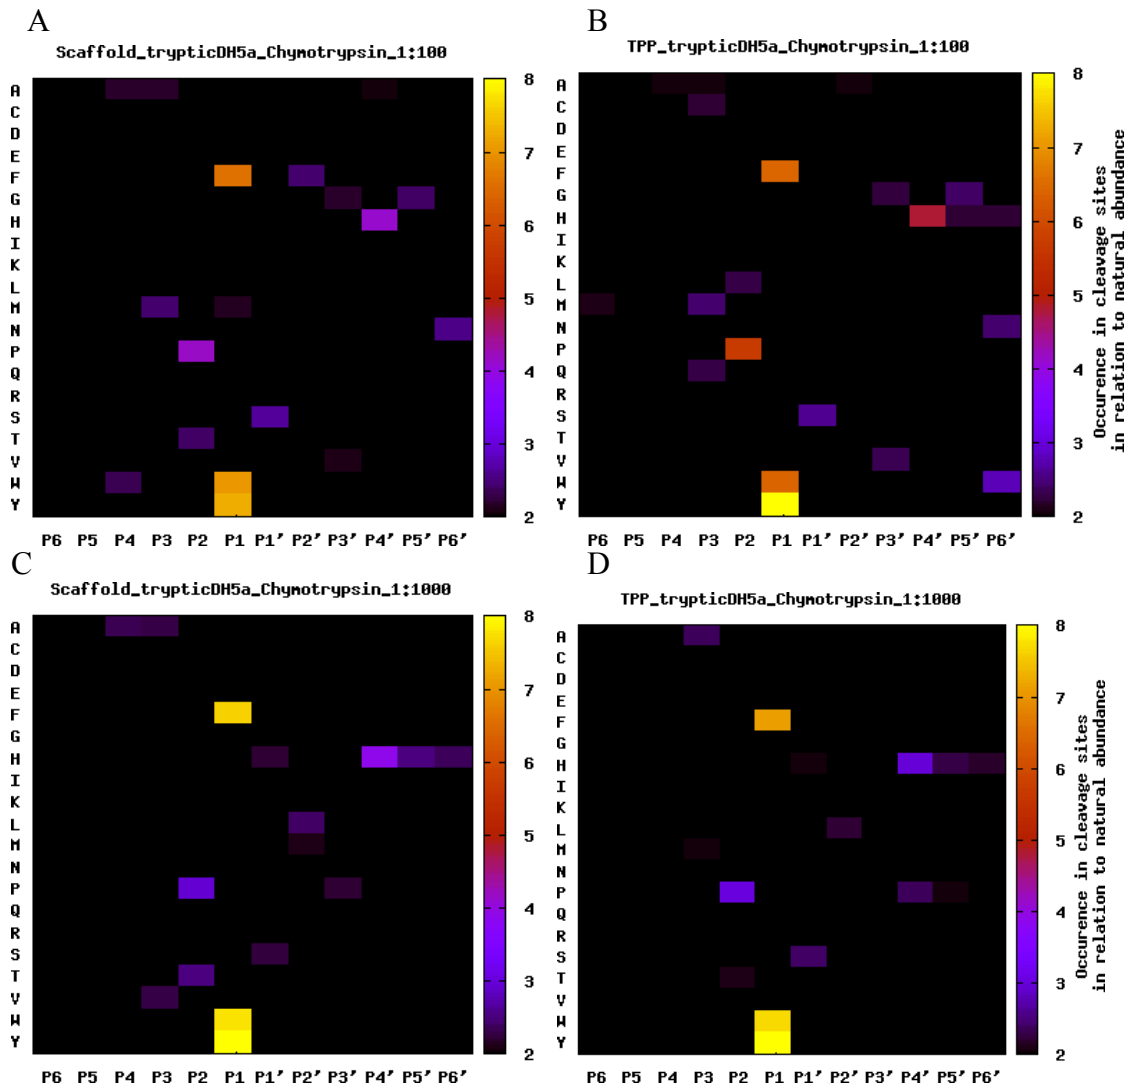 A
B
Scaffold_trypticDH5a_Chymotrypsin_1:100
TPP_trypticDH5a_Chymotrypsin_1:100
A
C
D
E
F
G
H
I
K
L
M
N
P
Q
R
S
T
V
W
Y
P6 P5 P4 P3 P2 P1 P1' P2' P3' P4' P5' P6'
8
7
6
5
4
3
2
A
C
D
E
F
G
H
I
K
L
M
N
P
Q
R
S
T
V
W
Y
P6 P5 P4 P3 P2 P1 P1' P2' P3' P4' P5' P6'
8
7
6
5
4
3
2
Occurence in cleavage sites
in relation to natural abundance
C
D
Scaffold_trypticDH5a_Chymotrypsin_1:1000
TPP_trypticDH5a_Chymotrypsin_1:1000
A
C
D
E
F
G
H
I
K
L
M
N
P
Q
R
S
T
V
W
Y
P6 P5 P4 P3 P2 P1 P1' P2' P3' P4' P5' P6'
8
7
6
5
4
3
2
A
C
D
E
F
G
H
I
K
L
M
N
P
Q
R
S
T
V
W
Y
P6 P5 P4 P3 P2 P1 P1' P2' P3' P4' P5' P6'
8
7
6
5
4
3
2
Occurence in cleavage sites
in relation to natural abundance